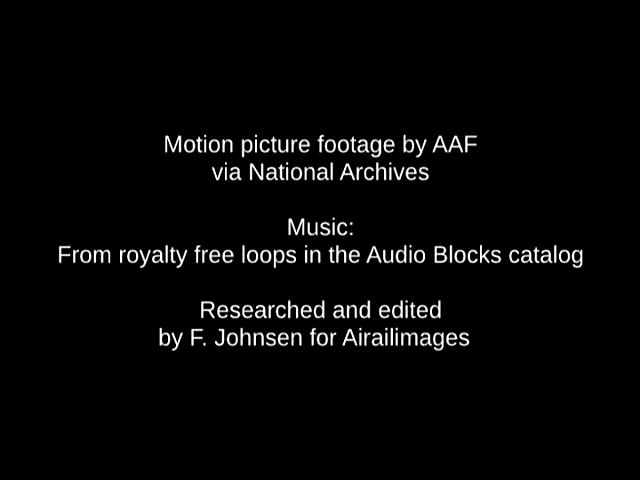 Motion picture footage by AAF
via National Archives
Music:
From royalty free loops in the Audio Blocks catalog
Researched and edited
by F. Johnsen for Airailimages